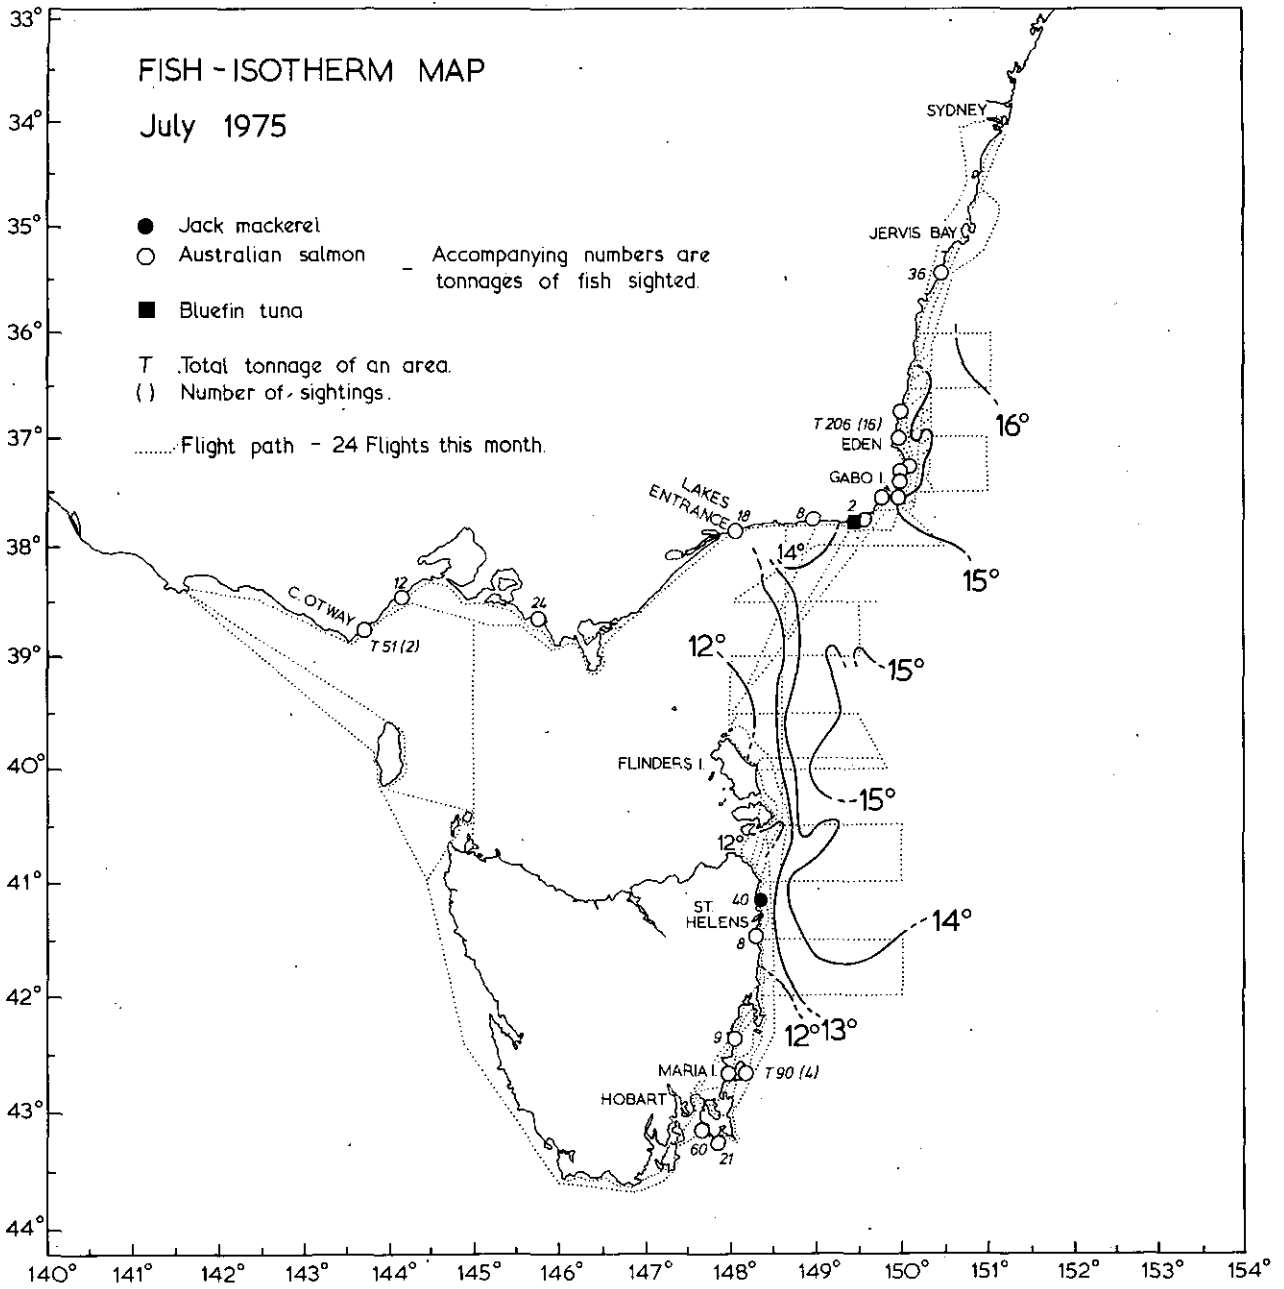 FISH - ISOTHERM MAP
July 1975
● Jack mackerel
○ Australian salmon
– Accompanying numbers are
tonnages of fish sighted.
■ Bluefin tuna
T Total tonnage of an area.
( ) Number of sightings.
Flight path – 24 Flights this month.
33°
34°
35°
36°
37°
38°
39°
40°
41°
42°
43°
44°
140°
141°
142°
143°
144°
145°
146°
147°
148°
149°
150°
151°
152°
153°
154°
SYDNEY
JERVIS BAY
36
16°
T 206 (16)
EDEN
GABO I.
LAKES
ENTRANCE
18
8
2
14°
15°
C. OTWAY
12
T 51 (2)
24
12°
15°
FLINDERS I.
15°
12°
40
ST.
HELENS
8
14°
12°
13°
9
MARIA I.
T 90 (4)
HOBART
60
21